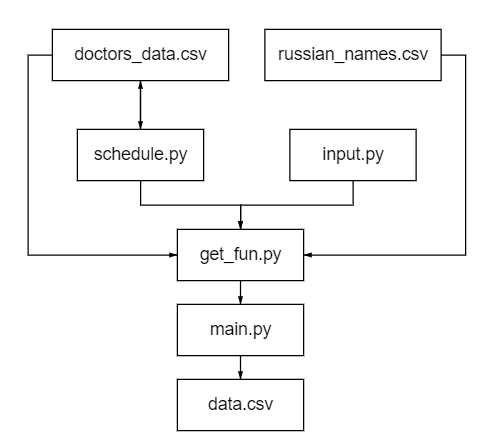 doctors_data.csv
russian_names.csv
schedule.py
input.py
get_fun.py
main.py
data.csv